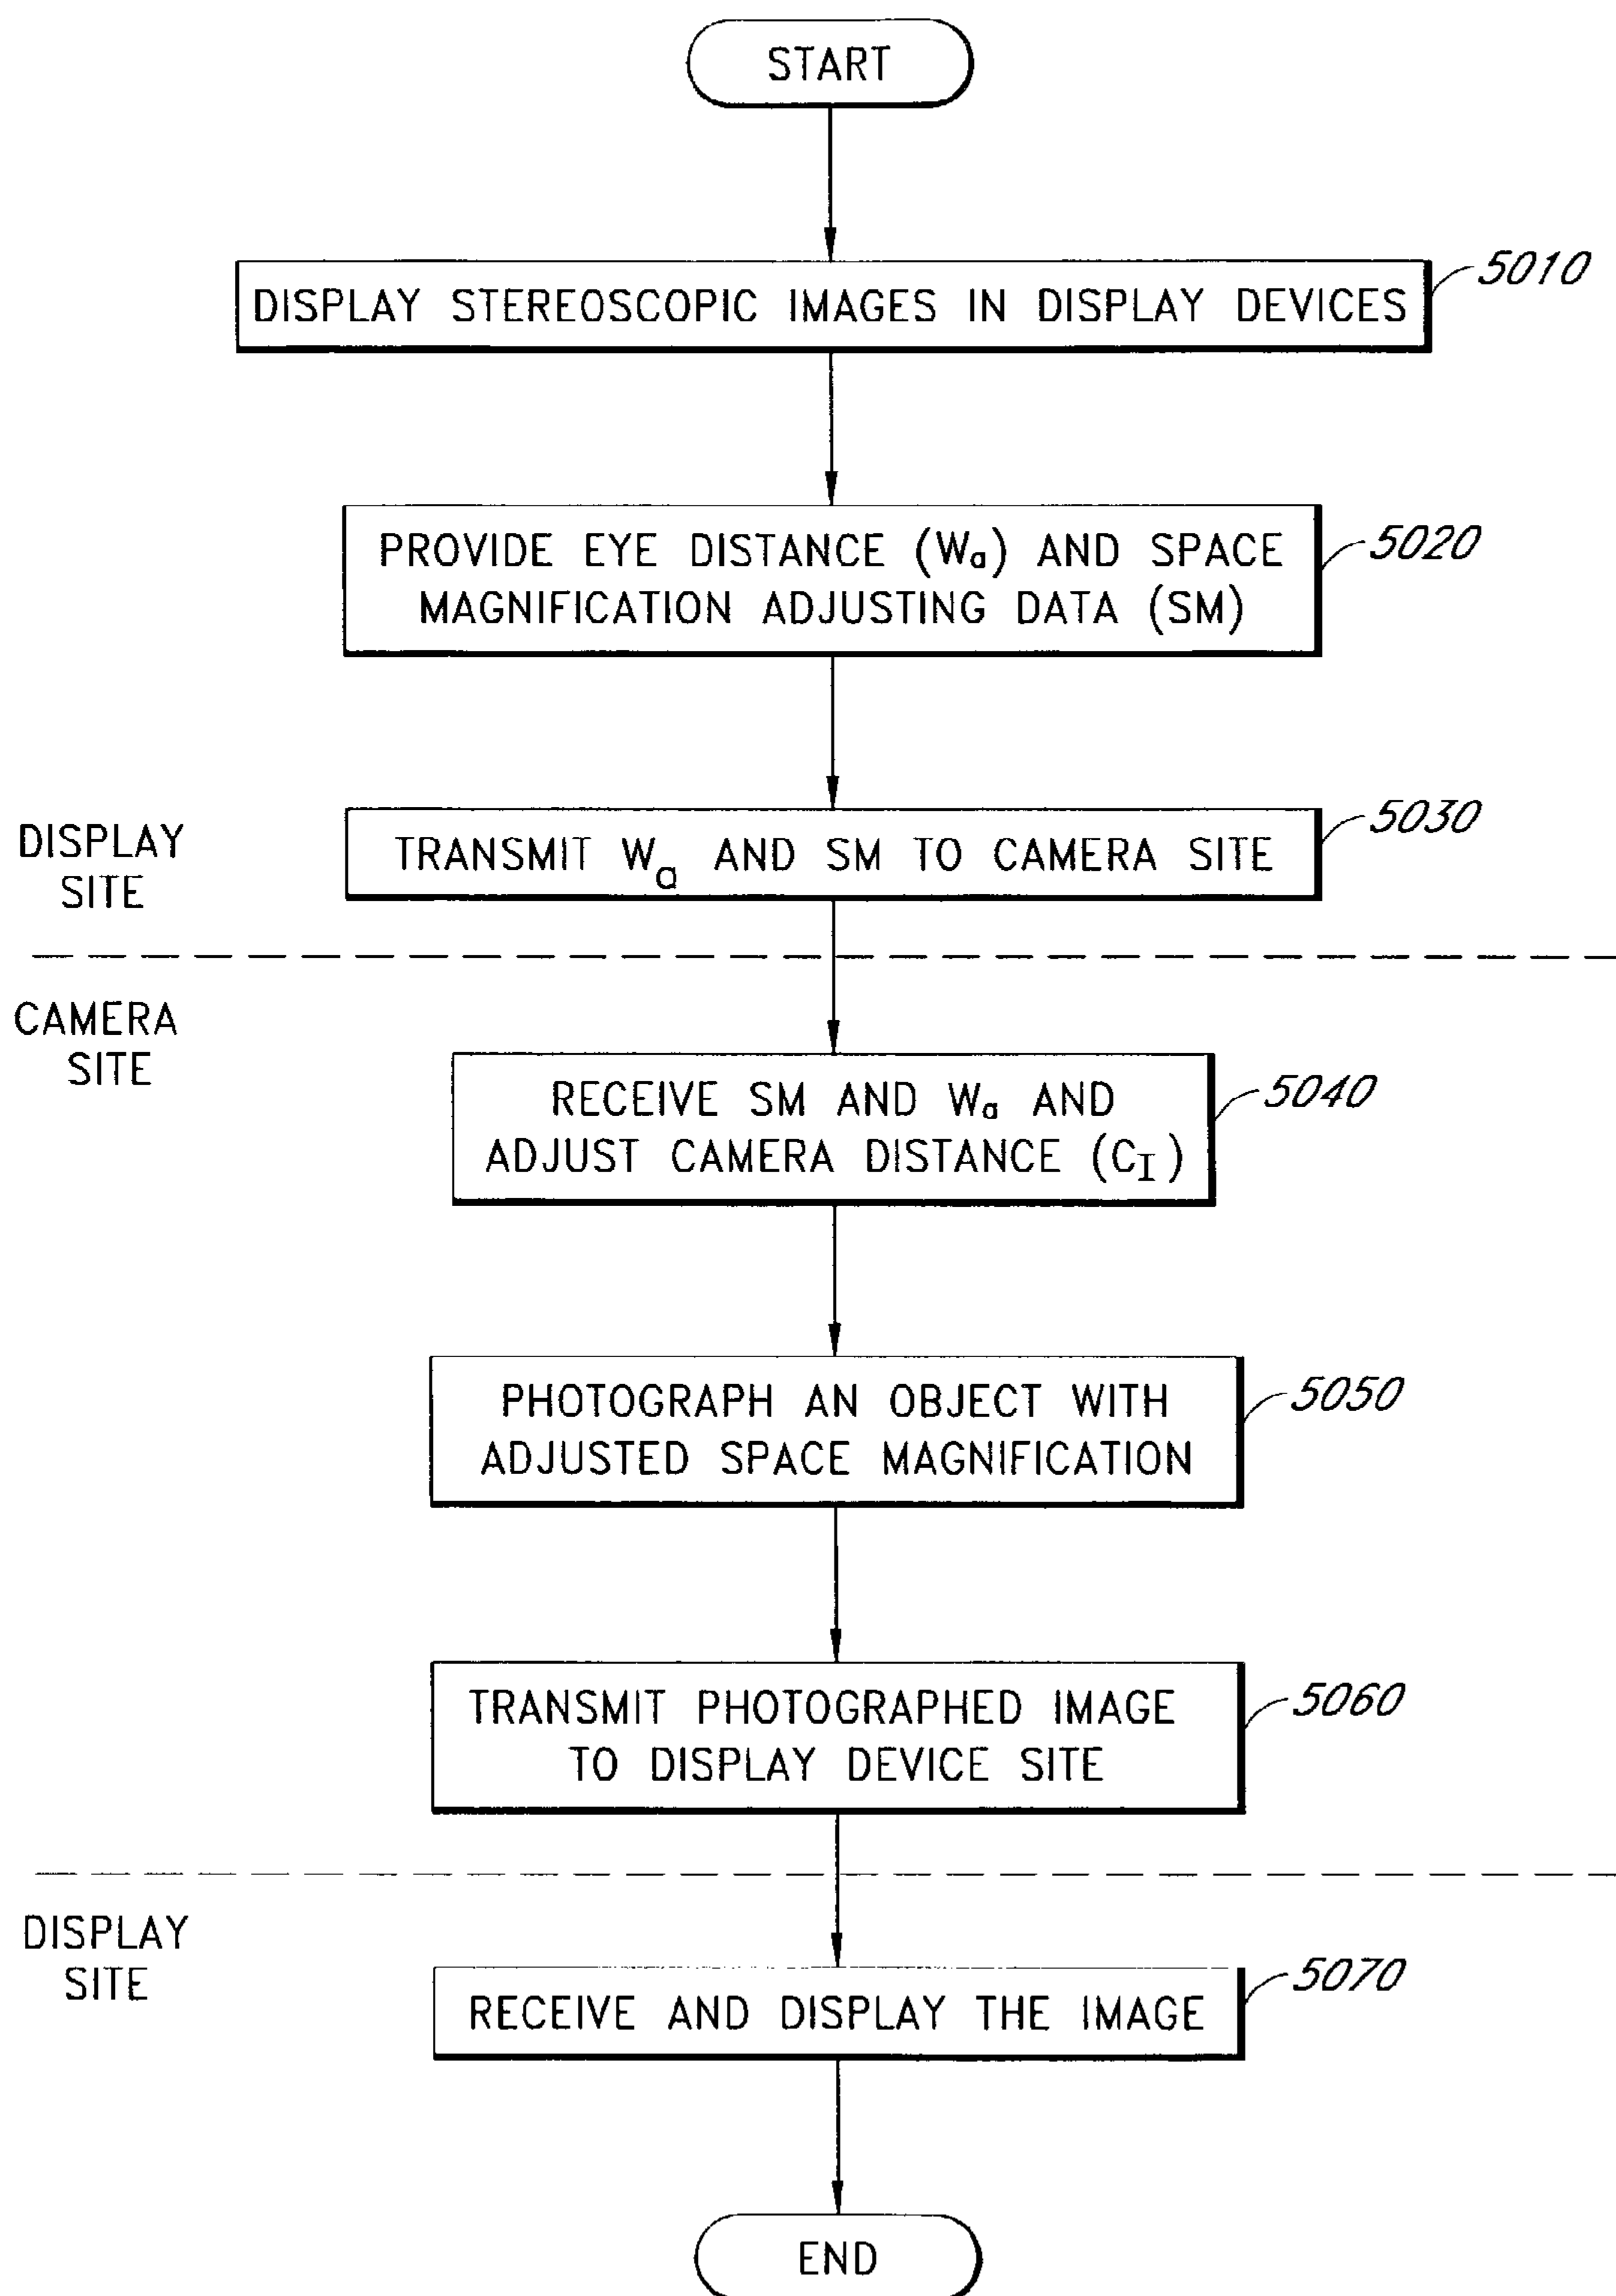 START
DISPLAY STEREOSCOPIC IMAGES IN DISPLAY DEVICES
5010
PROVIDE EYE DISTANCE (Wa) AND SPACE
MAGNIFICATION ADJUSTING DATA (SM)
5020
DISPLAY
SITE
TRANSMIT Wa AND SM TO CAMERA SITE
5030
CAMERA
SITE
RECEIVE SM AND Wa AND
ADJUST CAMERA DISTANCE (CI)
5040
PHOTOGRAPH AN OBJECT WITH
ADJUSTED SPACE MAGNIFICATION
5050
TRANSMIT PHOTOGRAPHED IMAGE
TO DISPLAY DEVICE SITE
5060
DISPLAY
SITE
RECEIVE AND DISPLAY THE IMAGE
5070
END